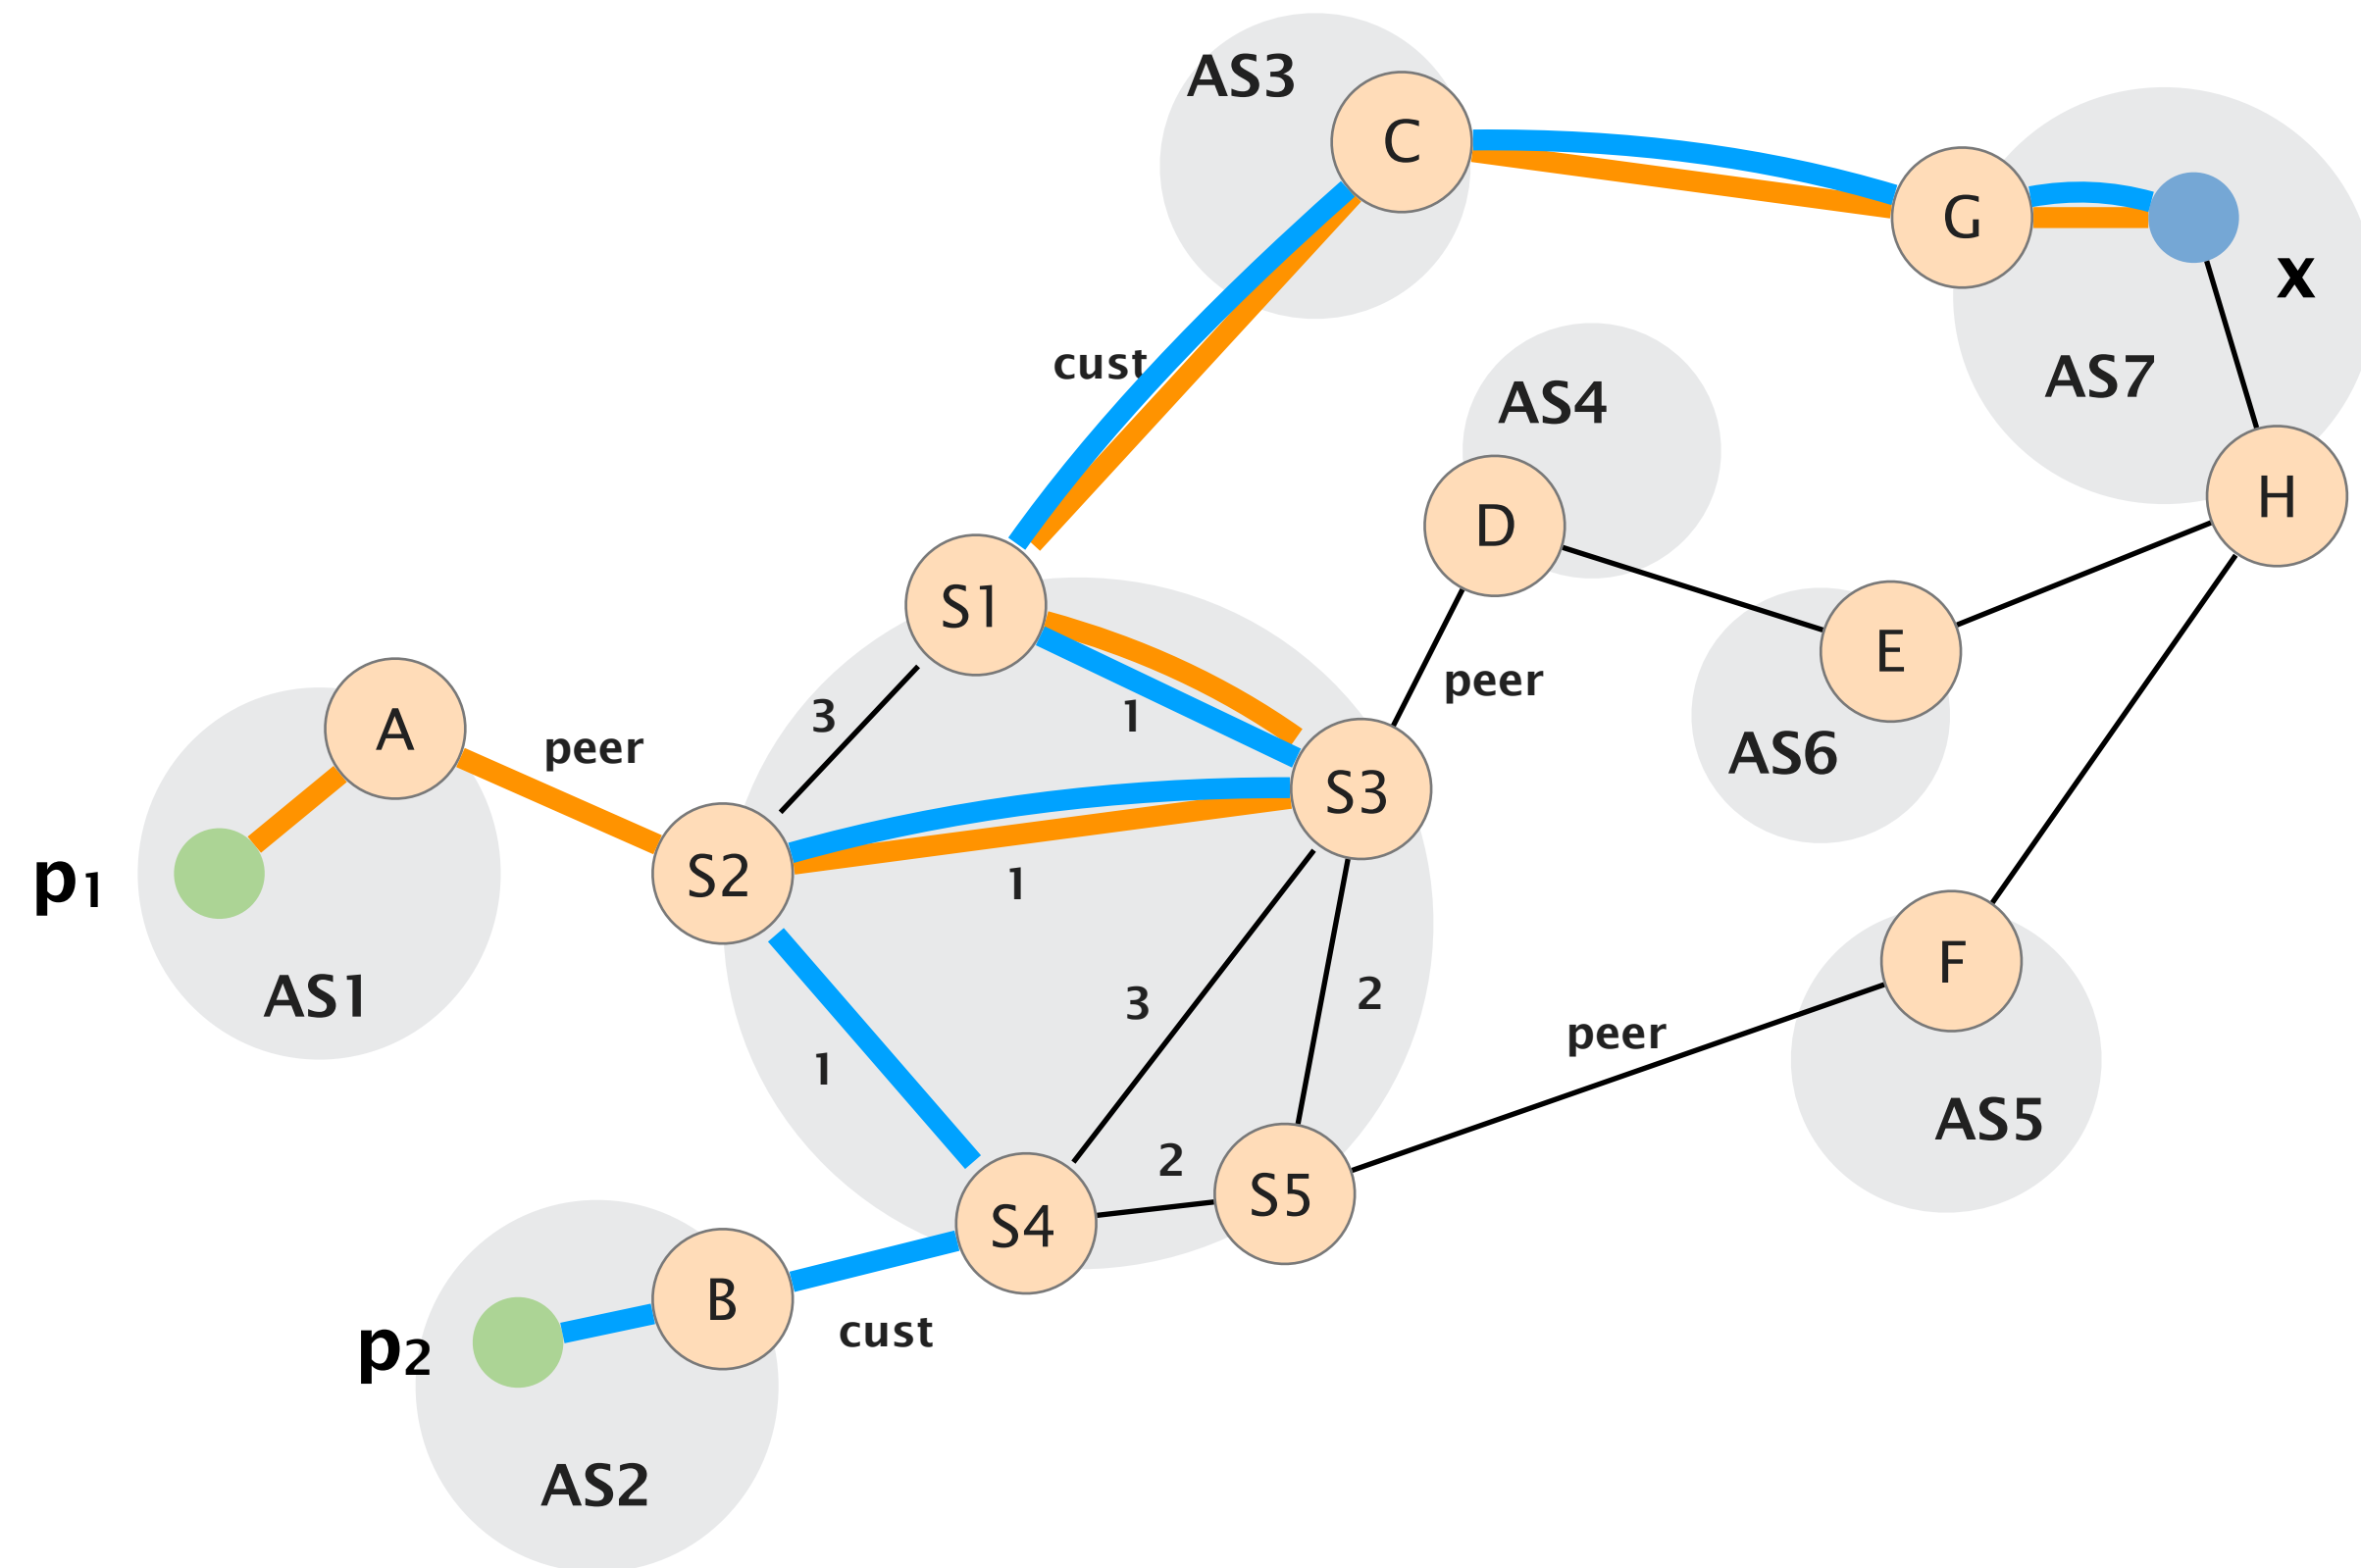 AS3
C
G
x
cust
AS7
AS4
H
D
S1
E
peer
3
1
A
peer
AS6
S3
S2
p1
1
F
AS1
3
2
peer
1
AS5
2
S5
S4
B
cust
p2
AS2